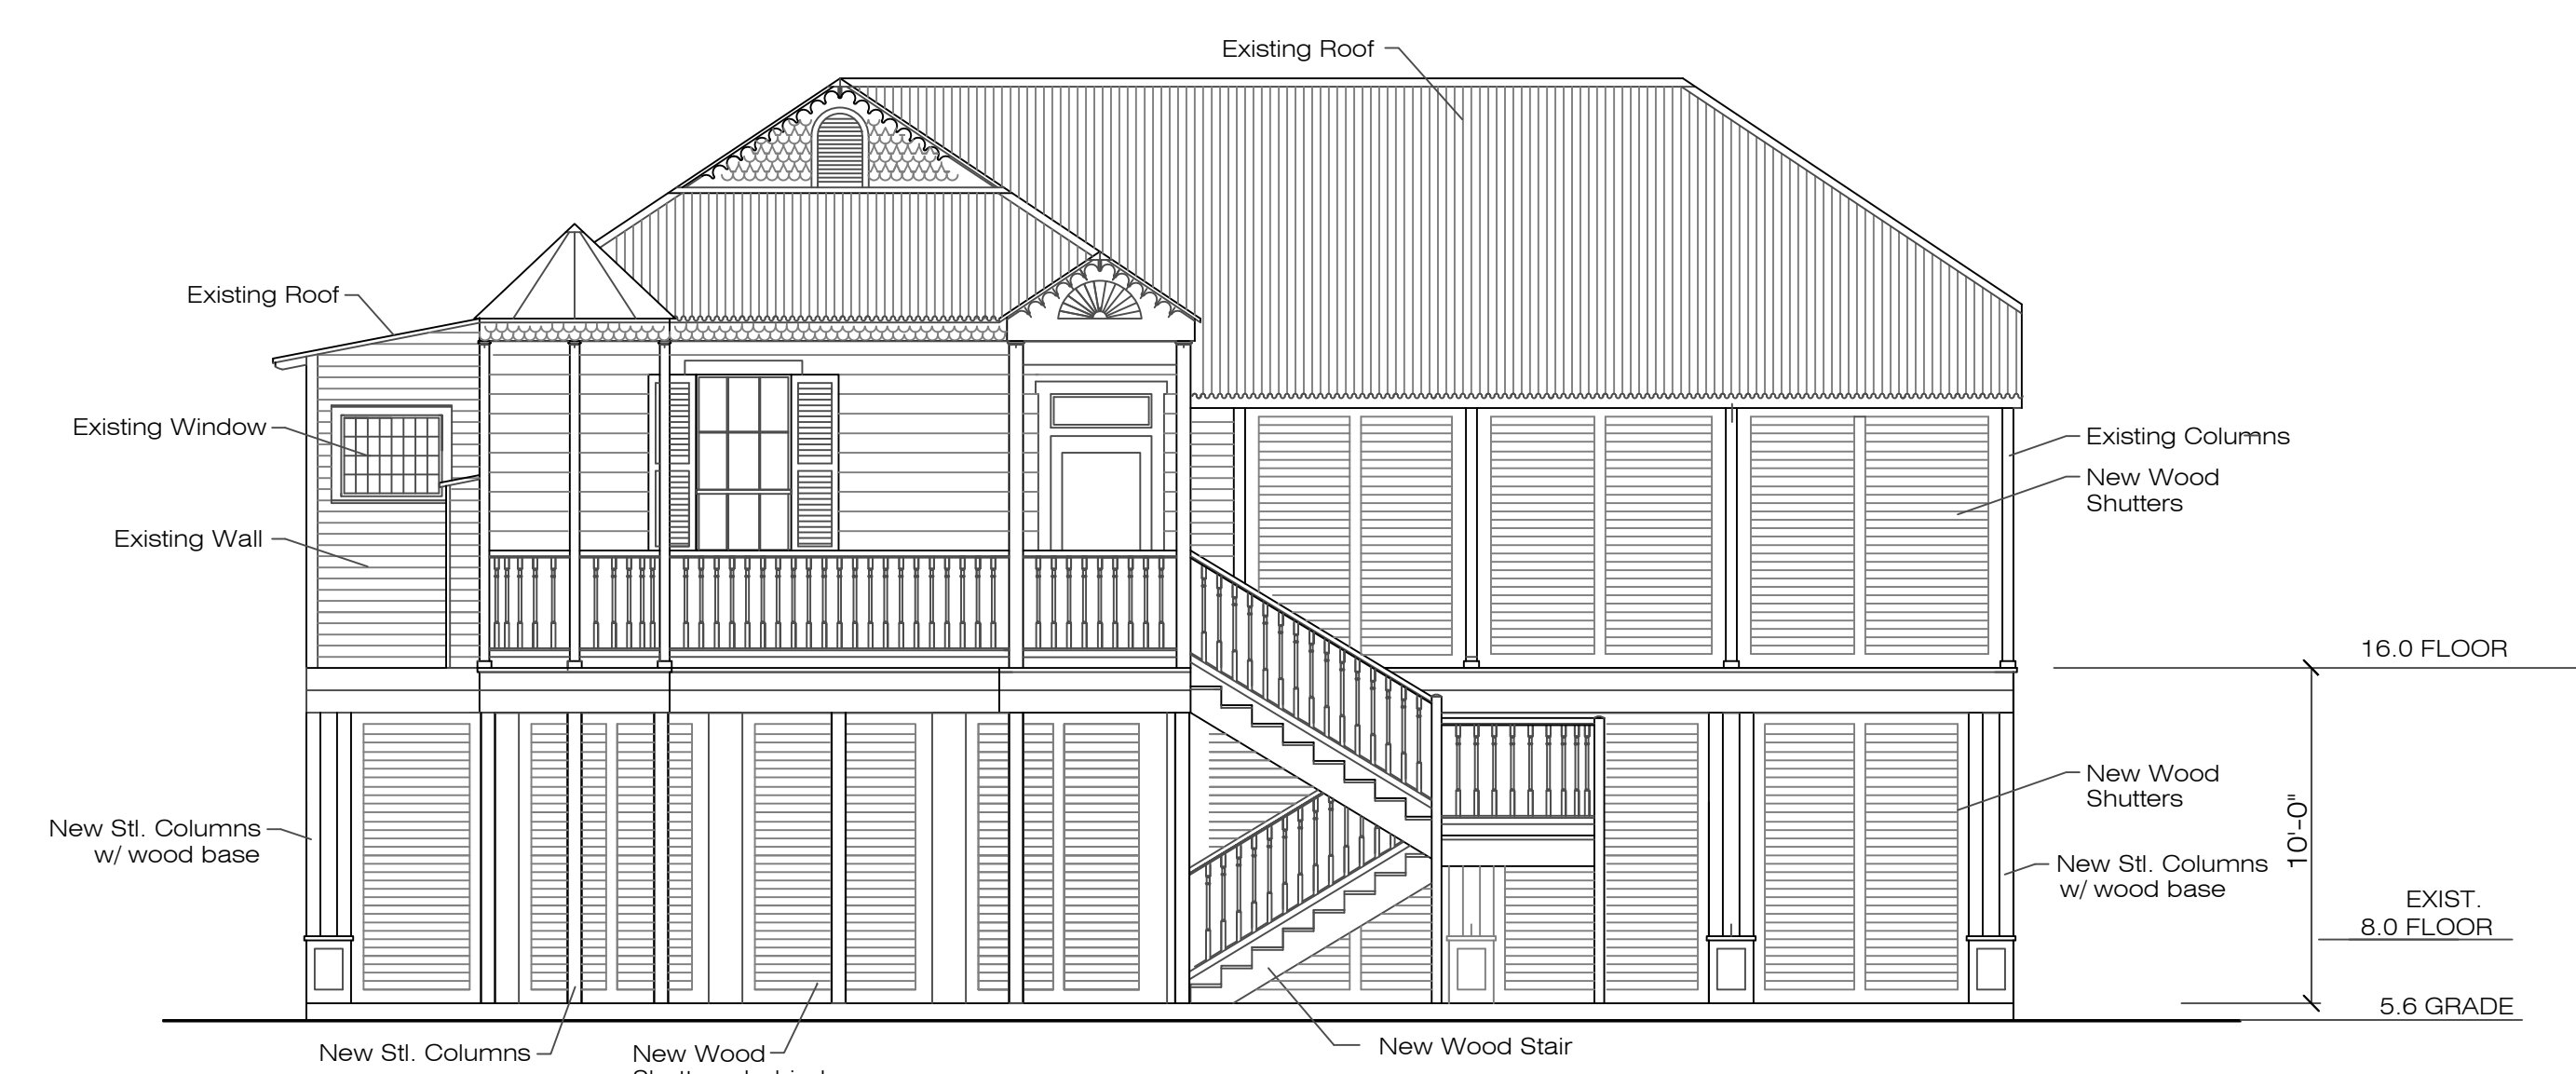 Existing Roof
Existing Roof
Existing Window
Existing Columns
New Wood
Shutters
Existing Wall
16.0 FLOOR
New Wood
Shutters
10'-0"
New Stl. Columns
w/ wood base
New Stl. Columns
w/ wood base
EXIST.
8.0 FLOOR
5.6 GRADE
New Stl. Columns
New Wood
New Wood Stair